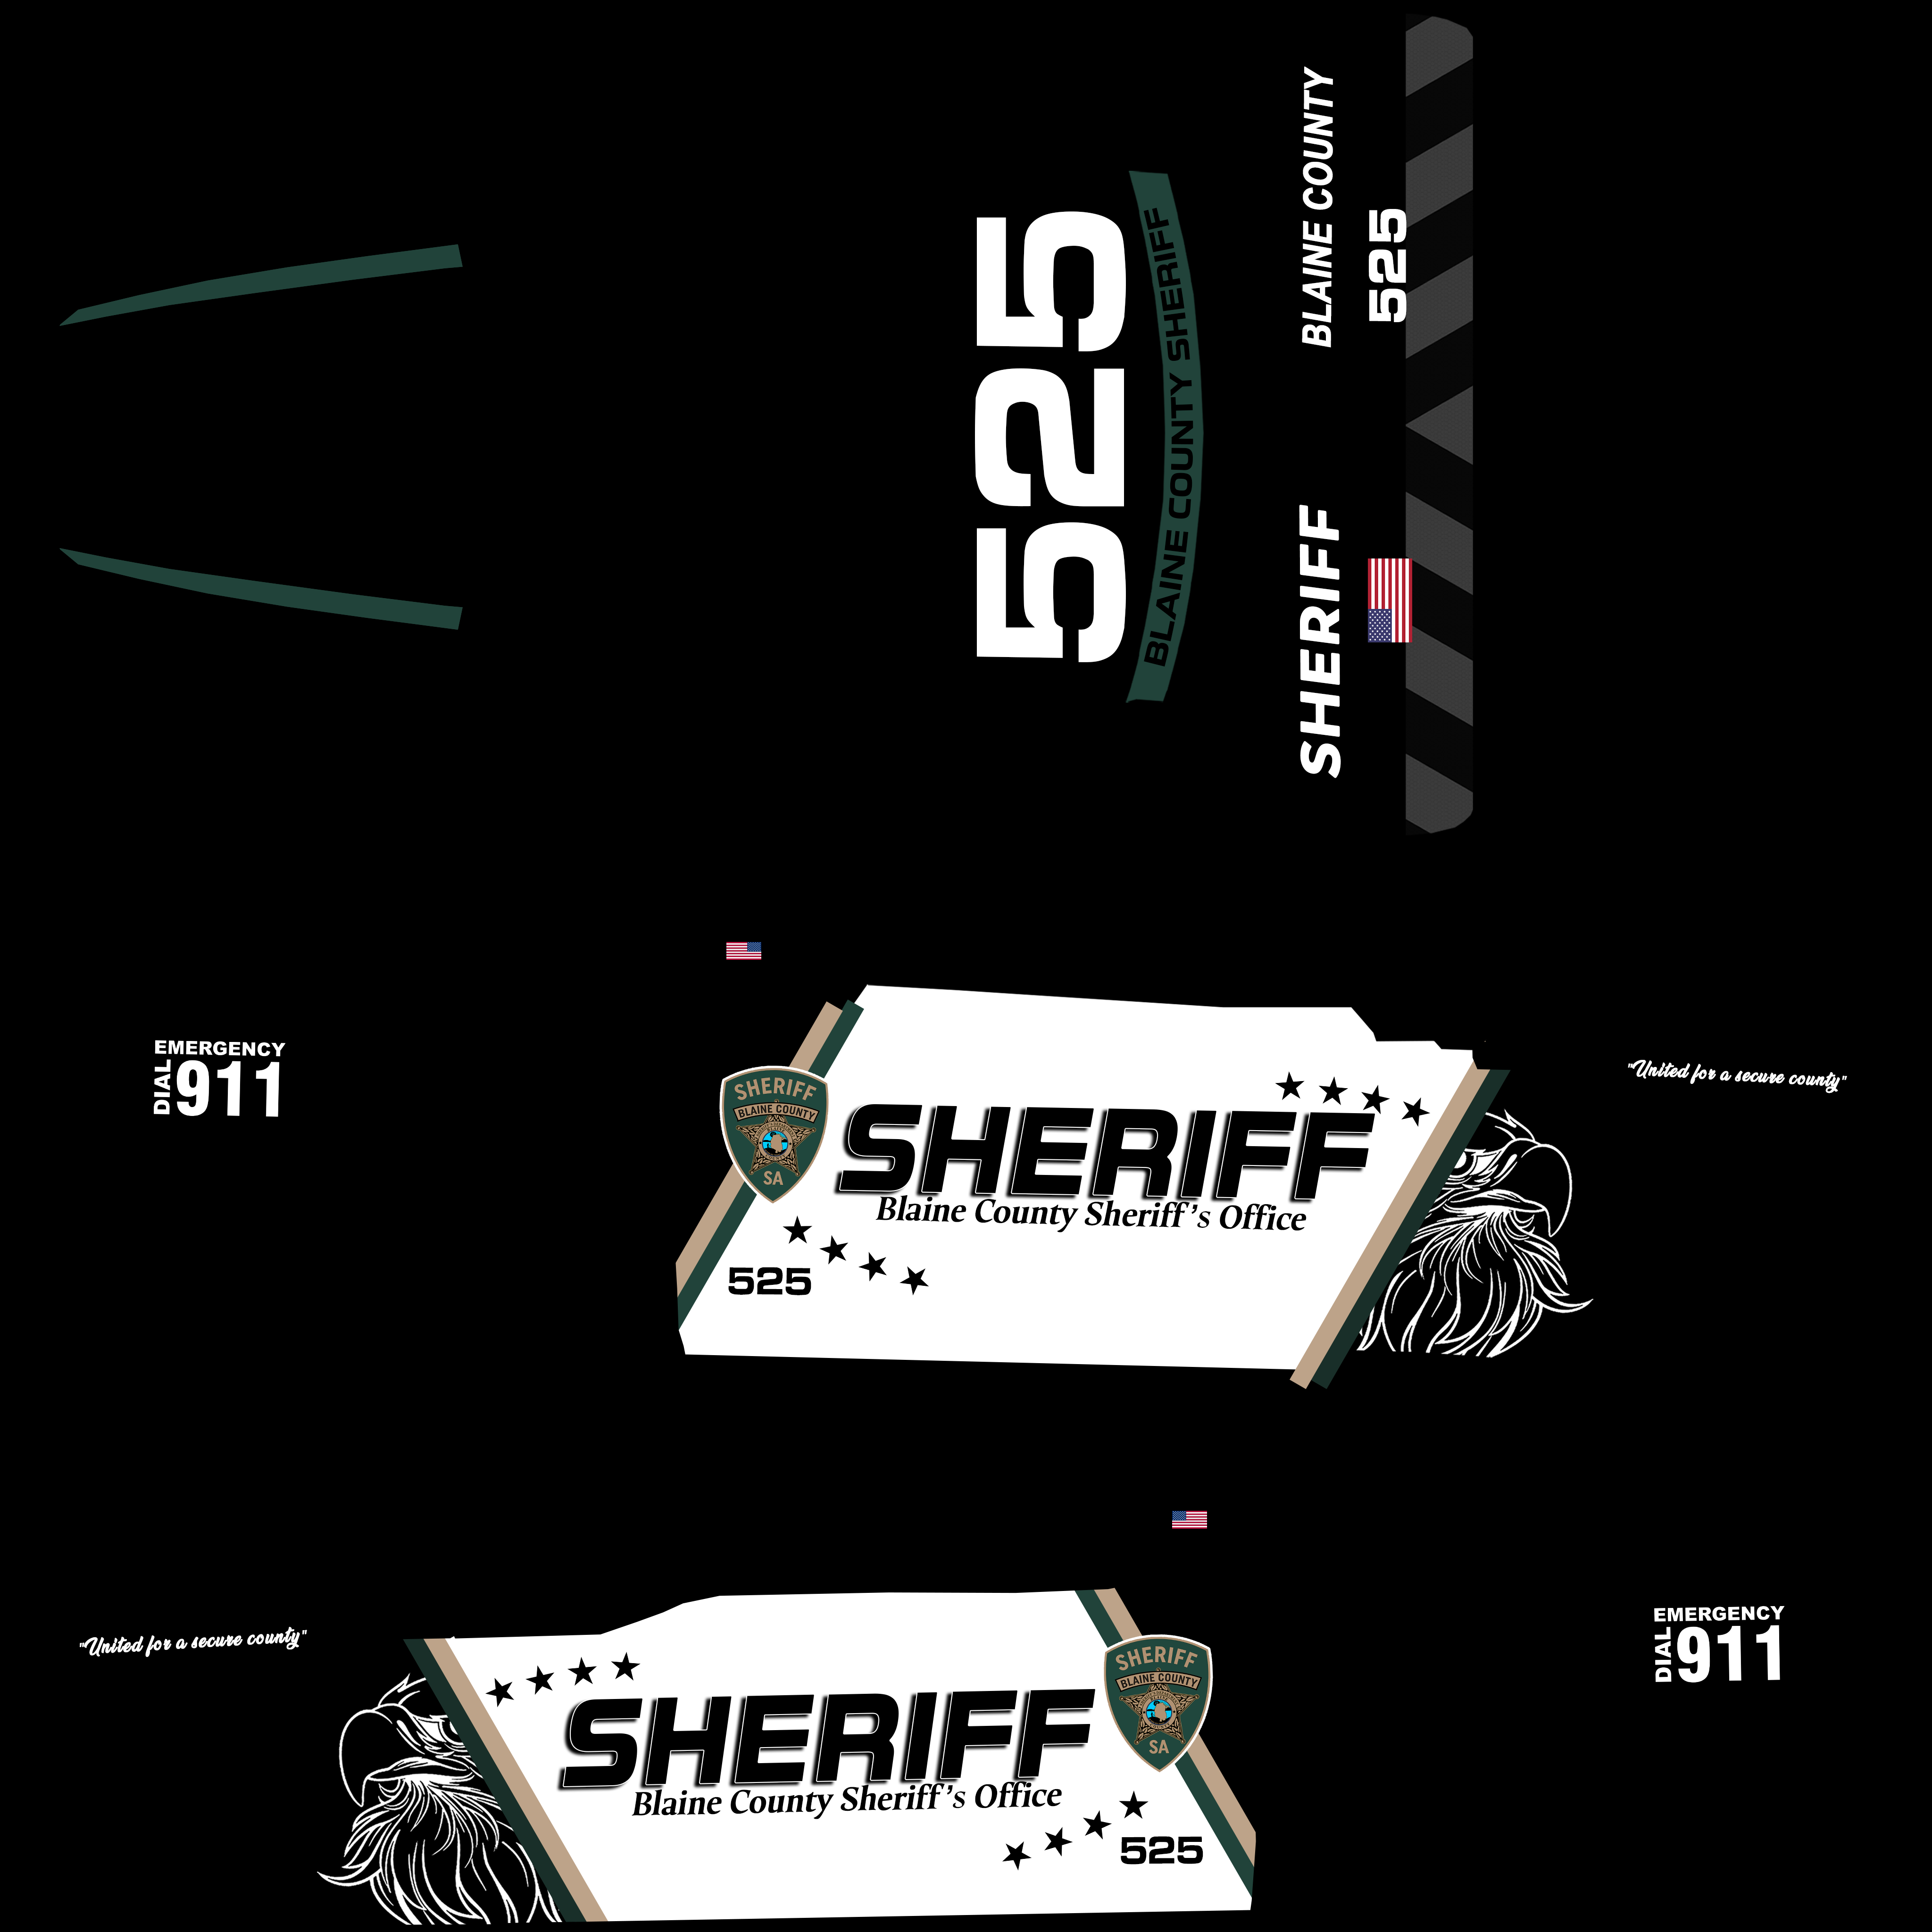 525
BLAINE COUNTY SHERIFF
BLAINE COUNTY
525
SHERIFF
EMERGENCY
DIAL
911
SHERIFF
BLAINE COUNTY
SA
SHERIFF
Blaine County Sheriff's Office
525
"United for a secure county"
"United for a secure county"
SHERIFF
Blaine County Sheriff's Office
SHERIFF
BLAINE COUNTY
SA
525
EMERGENCY
DIAL
911